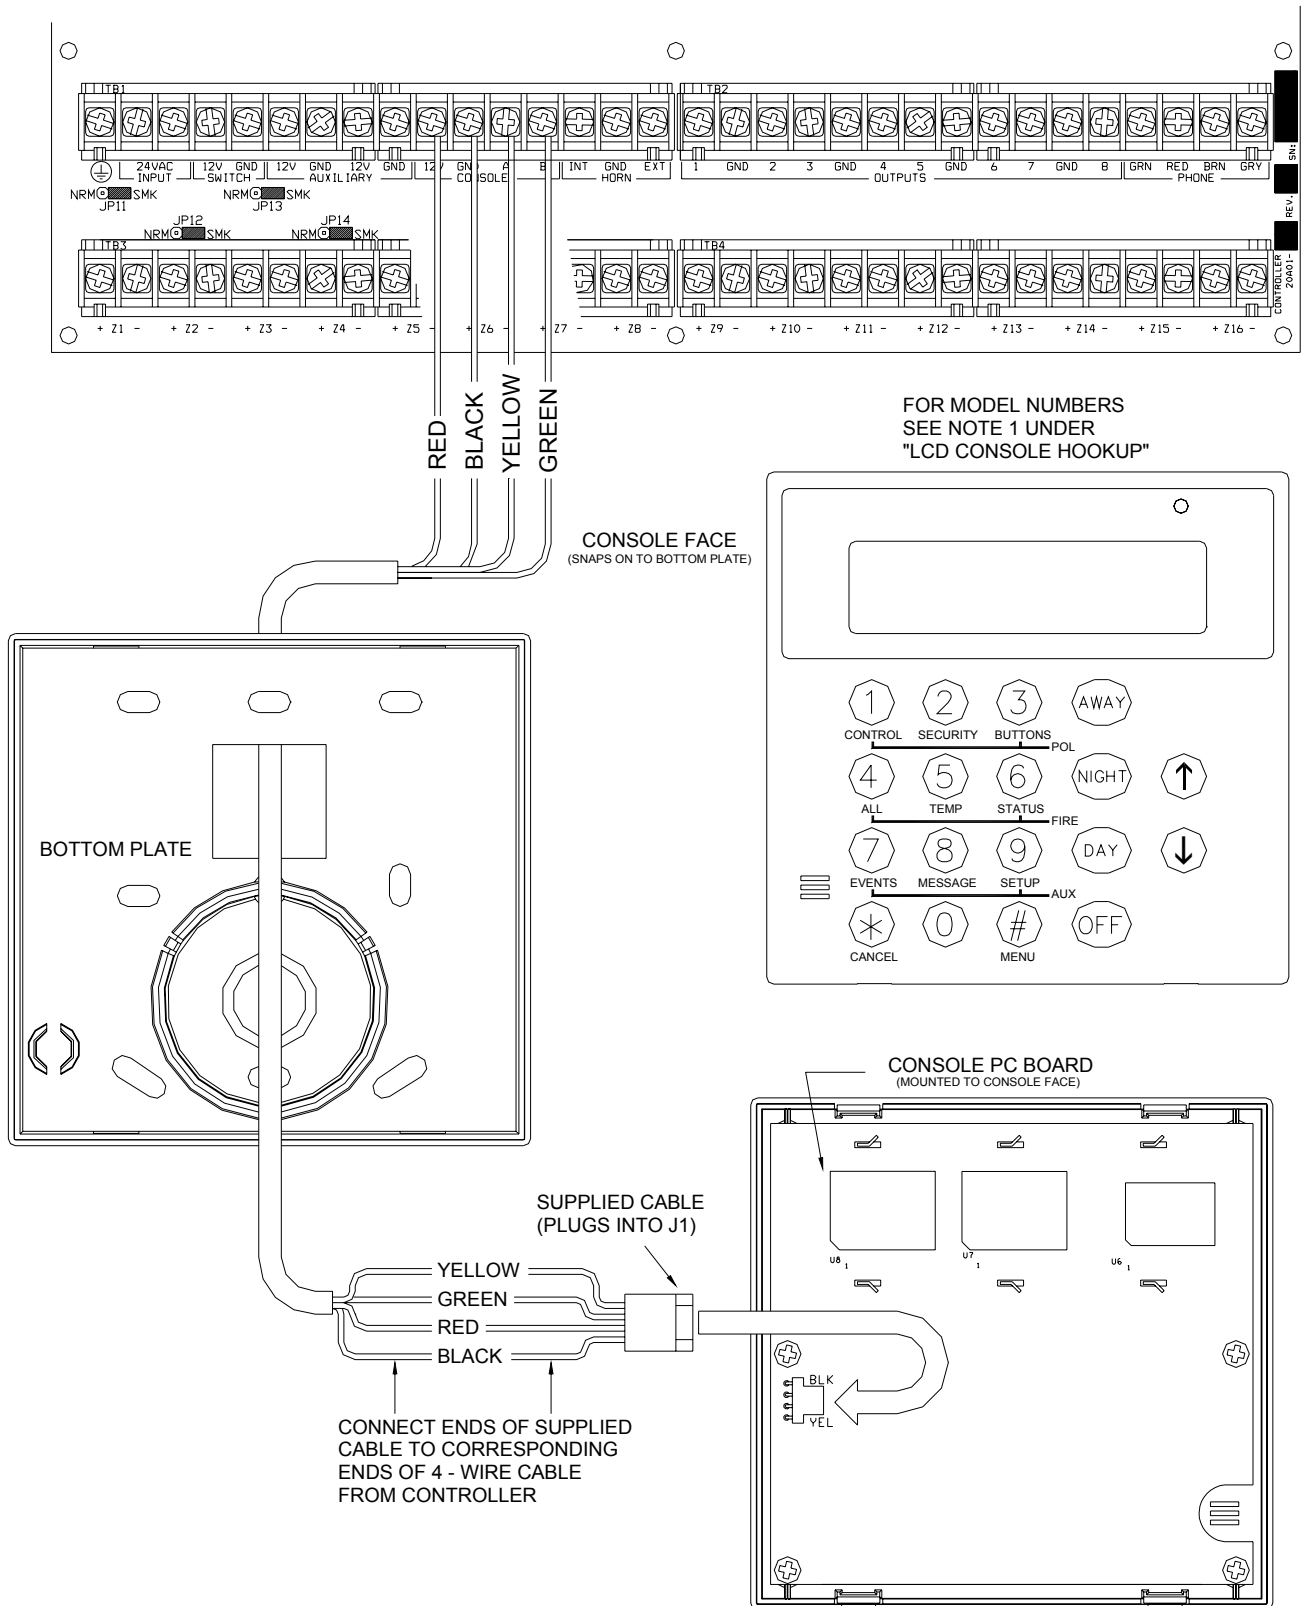 TB1 TB2
24VAC 12V GND 12V GND 12V GND 12V GND A B INT GND EXT 1 GND 2 3 GND 4 5 GND 6 7 GND 8 GRN RED BRN GRY
INPUT SWITCH AUXILIARY CONSOLE HORN OUTPUTS PHONE
SN:
REV.
CONTROLLER
20A01-
NRM SMK NRM SMK
JP11 JP13
JP12 JP14
NRM SMK NRM SMK
TB3 TB4
+ Z1 - + Z2 - + Z3 - + Z4 - + Z5 - + Z6 - + Z7 - + Z8 - + Z9 - + Z10 - + Z11 - + Z12 - + Z13 - + Z14 - + Z15 - + Z16 -
RED
BLACK
YELLOW
GREEN
FOR MODEL NUMBERS
SEE NOTE 1 UNDER
"LCD CONSOLE HOOKUP"
CONSOLE FACE
(SNAPS ON TO BOTTOM PLATE)
1 2 3 AWAY
CONTROL SECURITY BUTTONS
POL
4 5 6 NIGHT ↑
ALL TEMP STATUS
FIRE
7 8 9 DAY ↓
EVENTS MESSAGE SETUP
AUX
* 0 # OFF
CANCEL MENU
BOTTOM PLATE
CONSOLE PC BOARD
(MOUNTED TO CONSOLE FACE)
U8 1 U7 1 U6 1
SUPPLIED CABLE
(PLUGS INTO J1)
YELLOW
GREEN
RED
BLACK
BLK
YEL
CONNECT ENDS OF SUPPLIED
CABLE TO CORRESPONDING
ENDS OF 4 - WIRE CABLE
FROM CONTROLLER